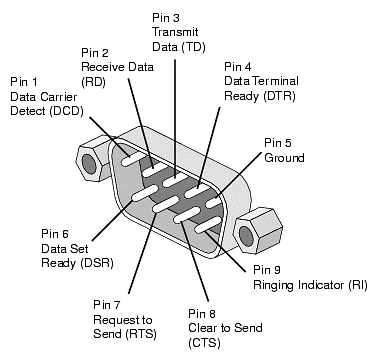 Pin 3
Transmit
Data (TD)
Pin 2
Receive Data
(RD)
Pin 4
Data Terminal
Ready (DTR)
Pin 1
Data Carrier
Detect (DCD)
Pin 5
Ground
Pin 6
Data Set
Ready (DSR)
Pin 9
Ringing Indicator (RI)
Pin 7
Request to
Send (RTS)
Pin 8
Clear to Send
(CTS)